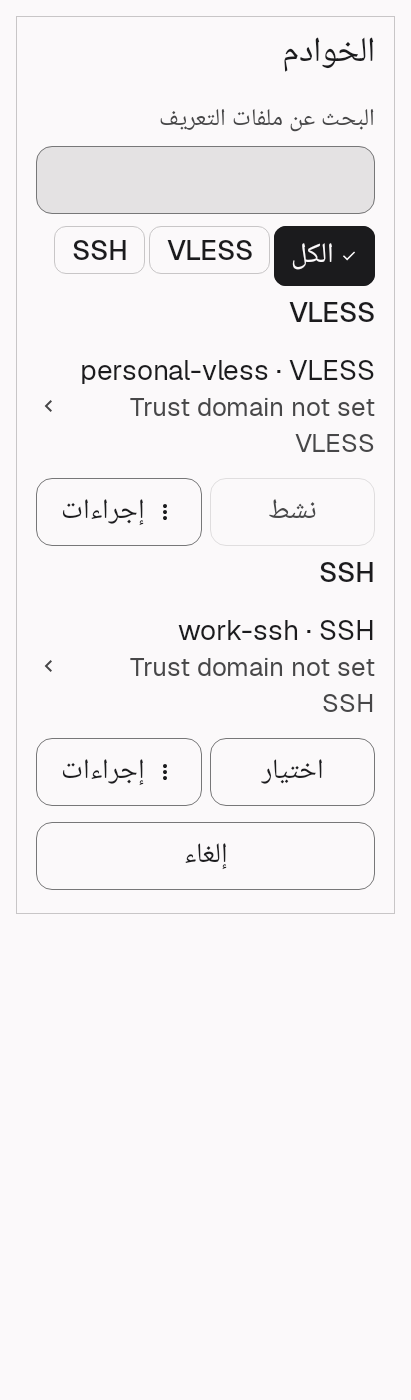 الخوادم
البحث عن ملفات التعريف
الكل VLESS SSH
VLESS
personal-vless · VLESS
Trust domain not set
VLESS
نشط إجراءات
SSH
work-ssh · SSH
Trust domain not set
SSH
اختيار إجراءات
إلغاء